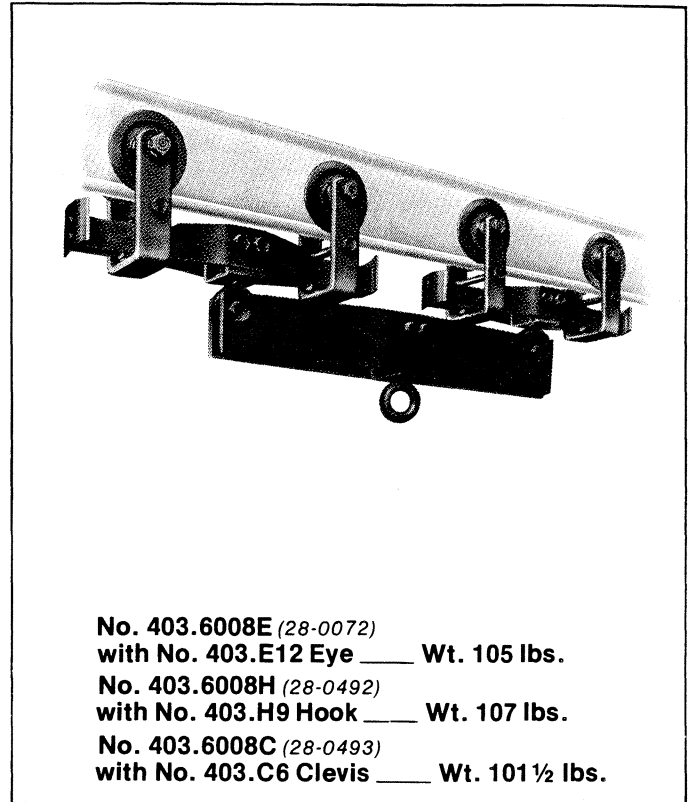 No. 403.6008E (28-0072)
with No. 403.E12 Eye ____ Wt. 105 lbs.
No. 403.6008H (28-0492)
with No. 403.H9 Hook ____ Wt. 107 lbs.
No. 403.6008C (28-0493)
with No. 403.C6 Clevis ____ Wt. 101½ lbs.